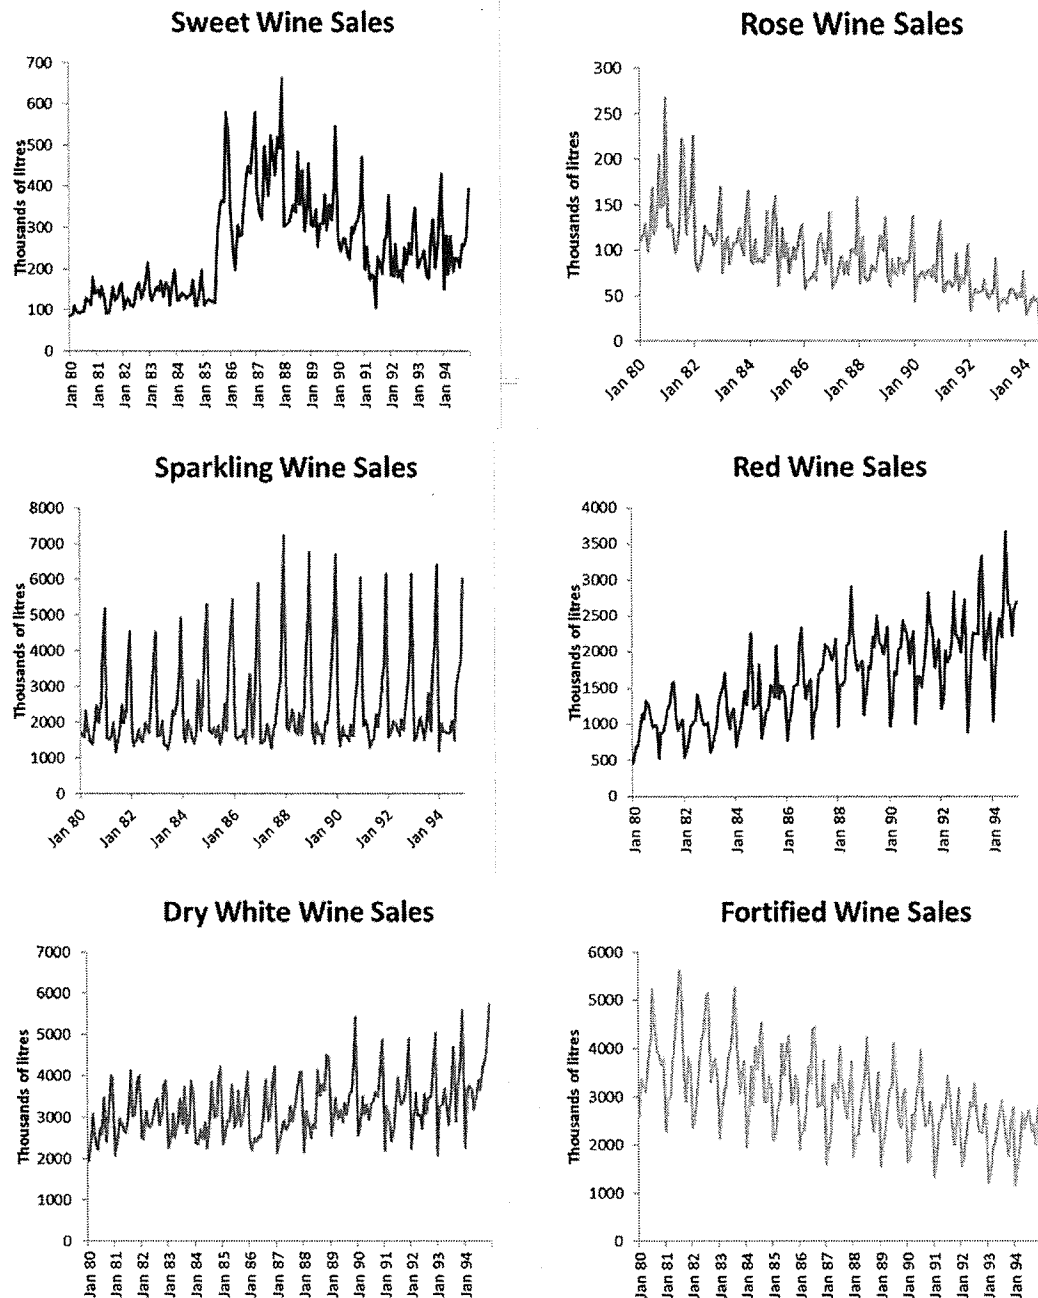 Sweet Wine Sales
Thousands of litres
700
600
500
400
300
200
100
0
Jan 80
Jan 81
Jan 82
Jan 83
Jan 84
Jan 85
Jan 86
Jan 87
Jan 88
Jan 89
Jan 90
Jan 91
Jan 92
Jan 93
Jan 94
Rose Wine Sales
Thousands of litres
300
250
200
150
100
50
0
Jan 80
Jan 82
Jan 84
Jan 86
Jan 88
Jan 90
Jan 92
Jan 94
Sparkling Wine Sales
Thousands of litres
8000
7000
6000
5000
4000
3000
2000
1000
0
Jan 80
Jan 82
Jan 84
Jan 86
Jan 88
Jan 90
Jan 92
Jan 94
Red Wine Sales
Thousands of litres
4000
3500
3000
2500
2000
1500
1000
500
0
Jan 80
Jan 82
Jan 84
Jan 86
Jan 88
Jan 90
Jan 92
Jan 94
Dry White Wine Sales
Thousands of litres
7000
6000
5000
4000
3000
2000
1000
0
Jan 80
Jan 81
Jan 82
Jan 83
Jan 84
Jan 85
Jan 86
Jan 87
Jan 88
Jan 89
Jan 90
Jan 91
Jan 92
Jan 93
Jan 94
Fortified Wine Sales
Thousands of litres
6000
5000
4000
3000
2000
1000
0
Jan 80
Jan 81
Jan 82
Jan 83
Jan 84
Jan 85
Jan 86
Jan 87
Jan 88
Jan 89
Jan 90
Jan 91
Jan 92
Jan 93
Jan 94